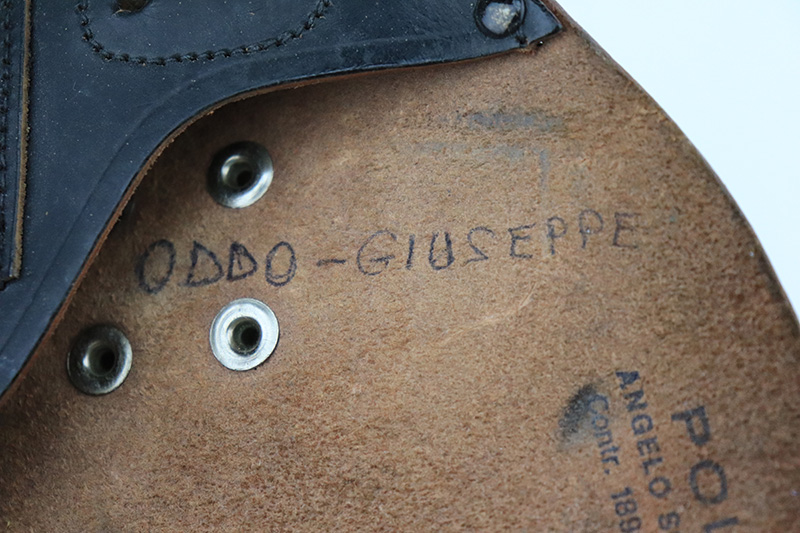 ODDO - GIUSEPPE
ANGELO
Contr.